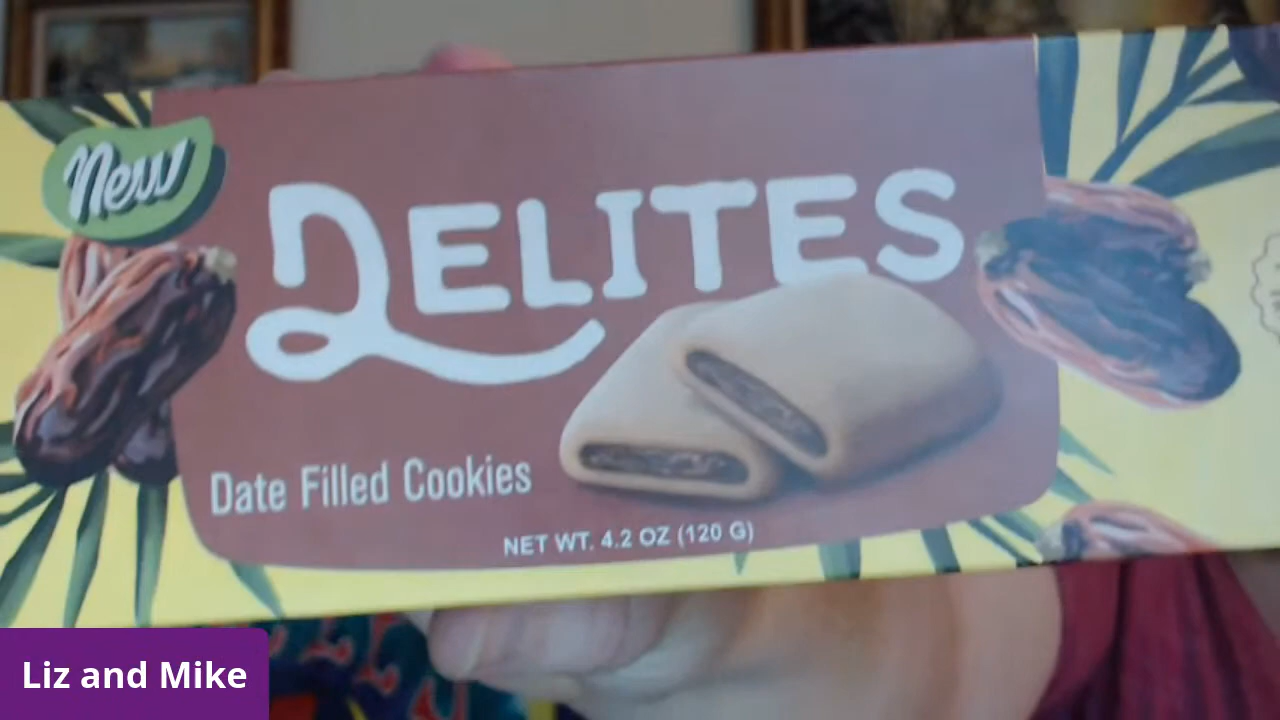 New
DELITES
Date Filled Cookies
NET WT. 4.2 OZ (120 G)
Liz and Mike